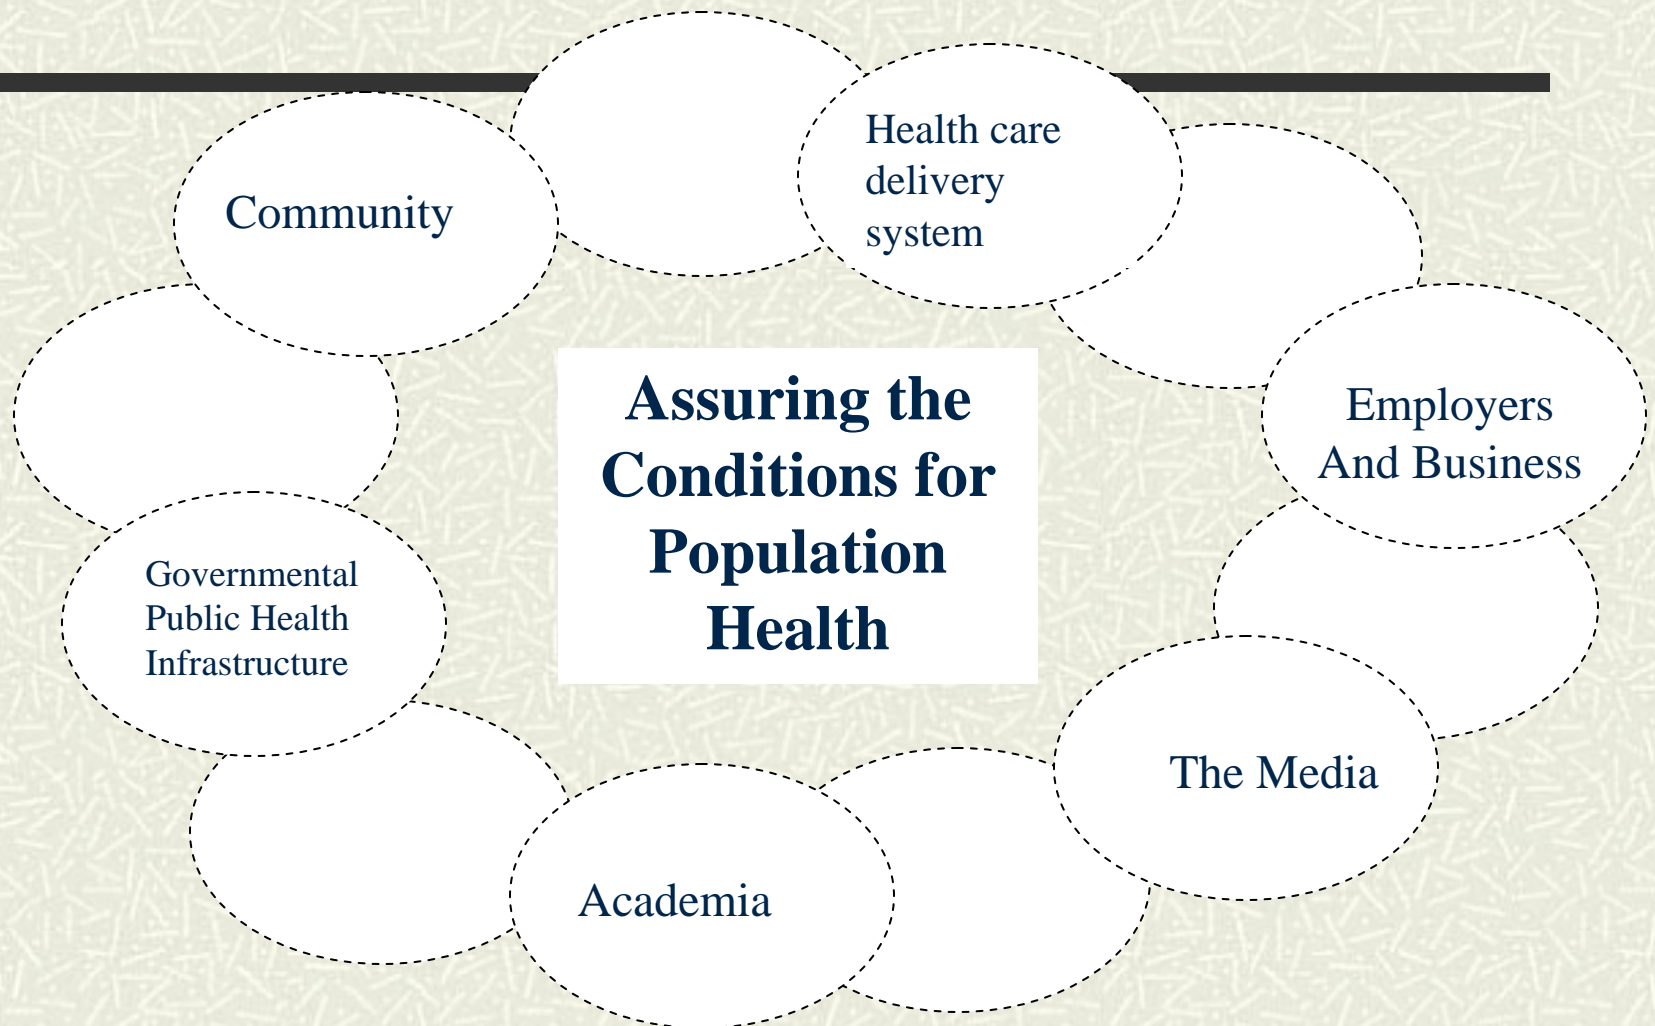 Community
Health care
delivery
system
Assuring the
Conditions for
Population
Health
Employers
And Business
Governmental
Public Health
Infrastructure
The Media
Academia